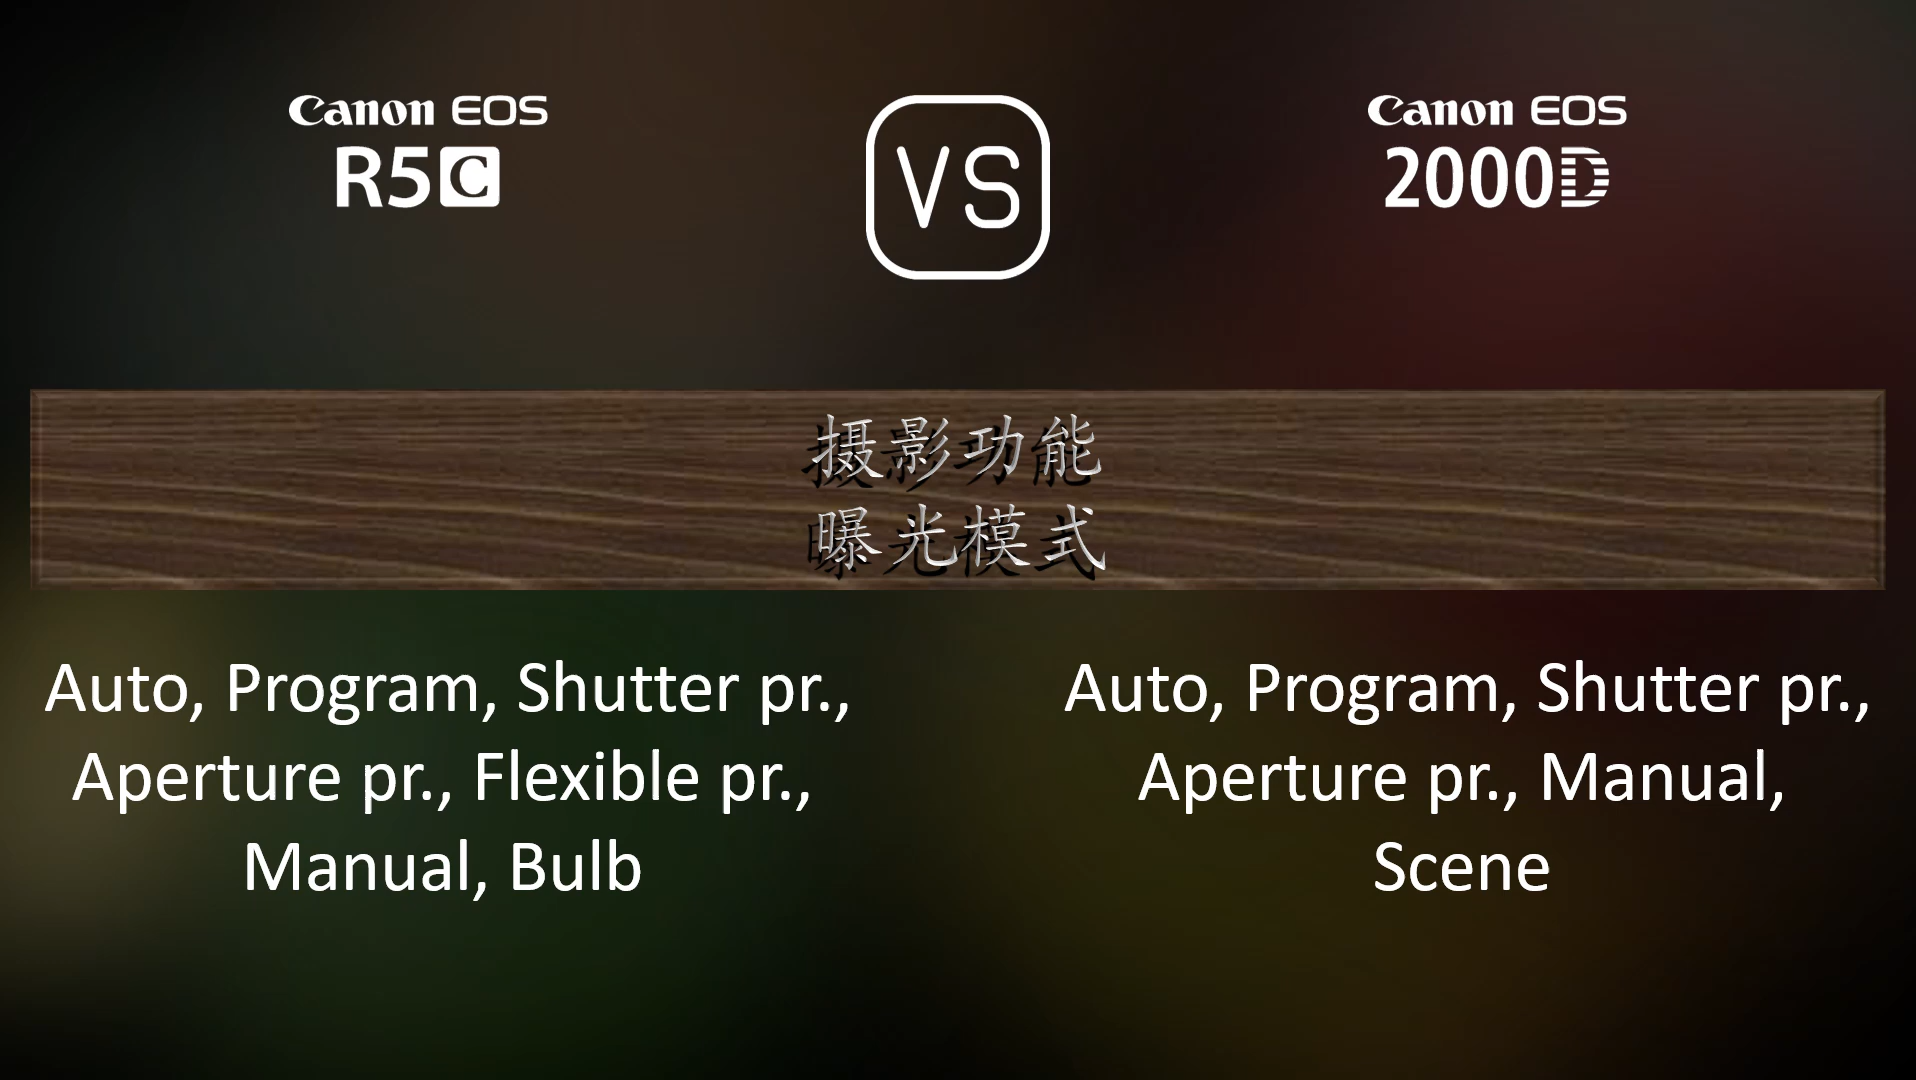 Canon EOS
R5 C
VS
Canon EOS
2000D
摄影功能
曝光模式
Auto, Program, Shutter pr.,
Aperture pr., Flexible pr.,
Manual, Bulb
Auto, Program, Shutter pr.,
Aperture pr., Manual,
Scene